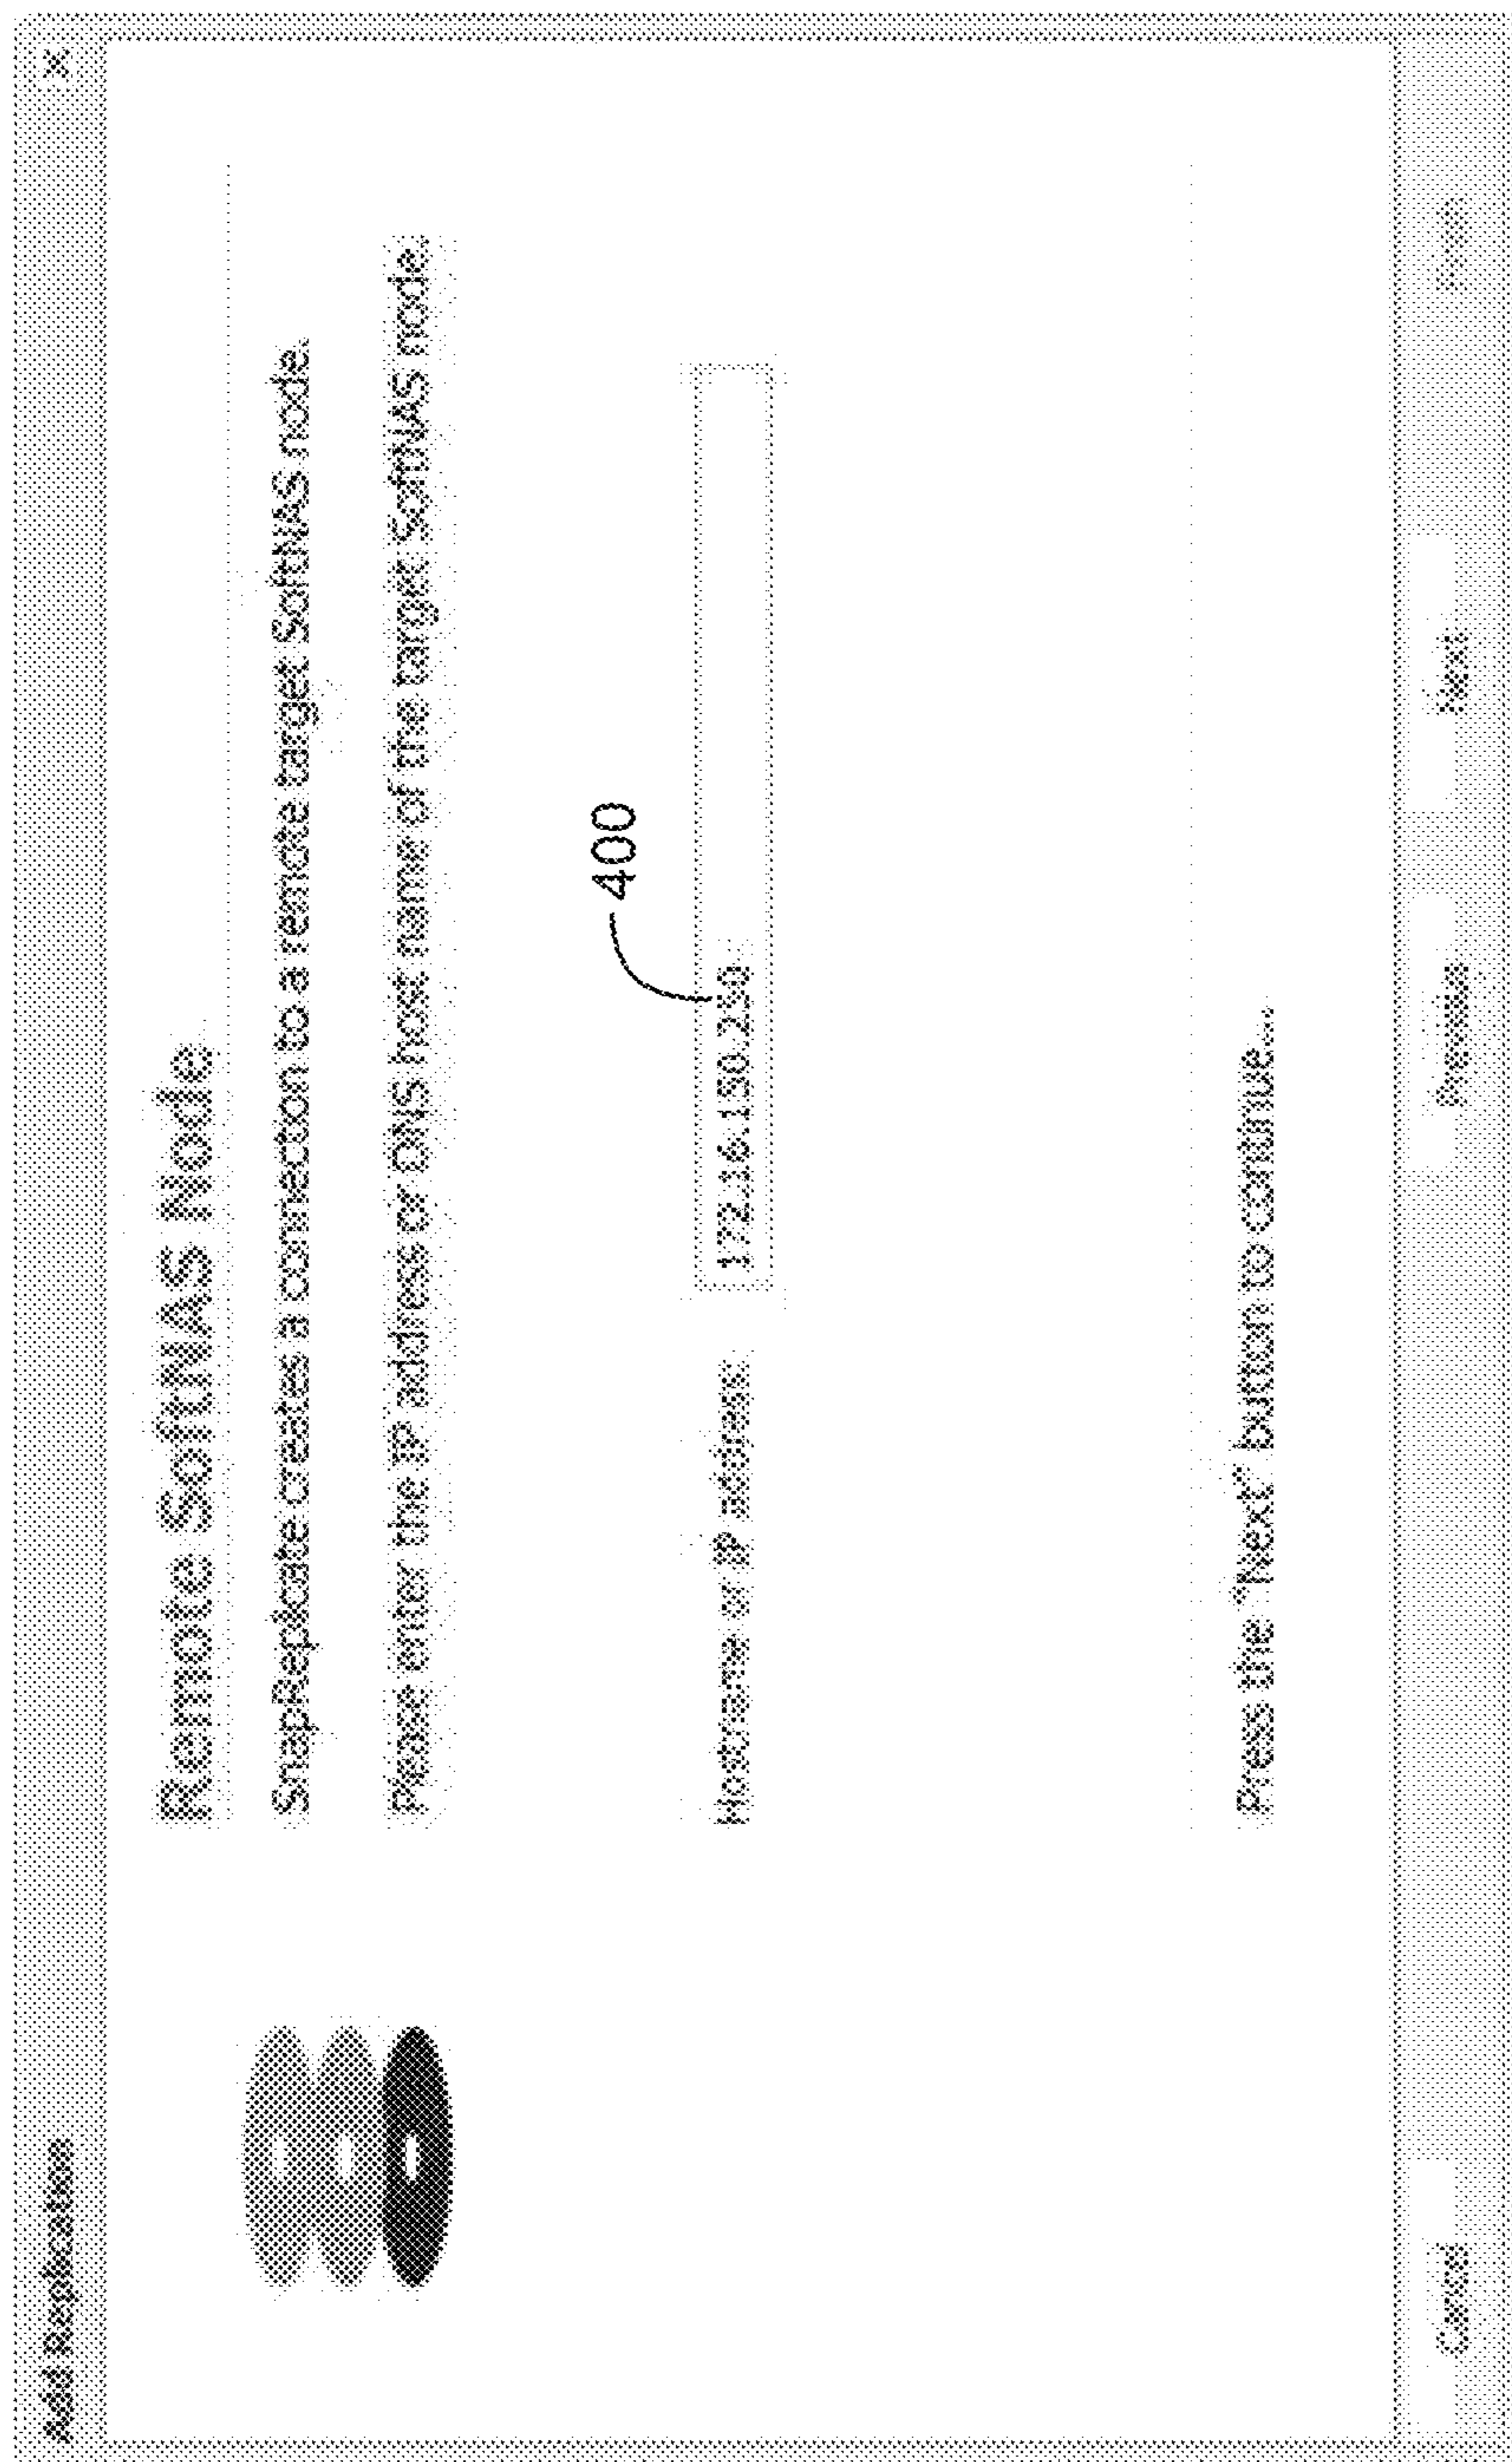 Add Replication
x
Remote SoftNAS Node
SnapReplicate creates a connection to a remote target SoftNAS node.
Please enter the IP address or DNS host name of the target SoftNAS node.
400
Hostname or IP address: 172.16.150.250
Press the "Next" button to continue...
Cancel Previous Next